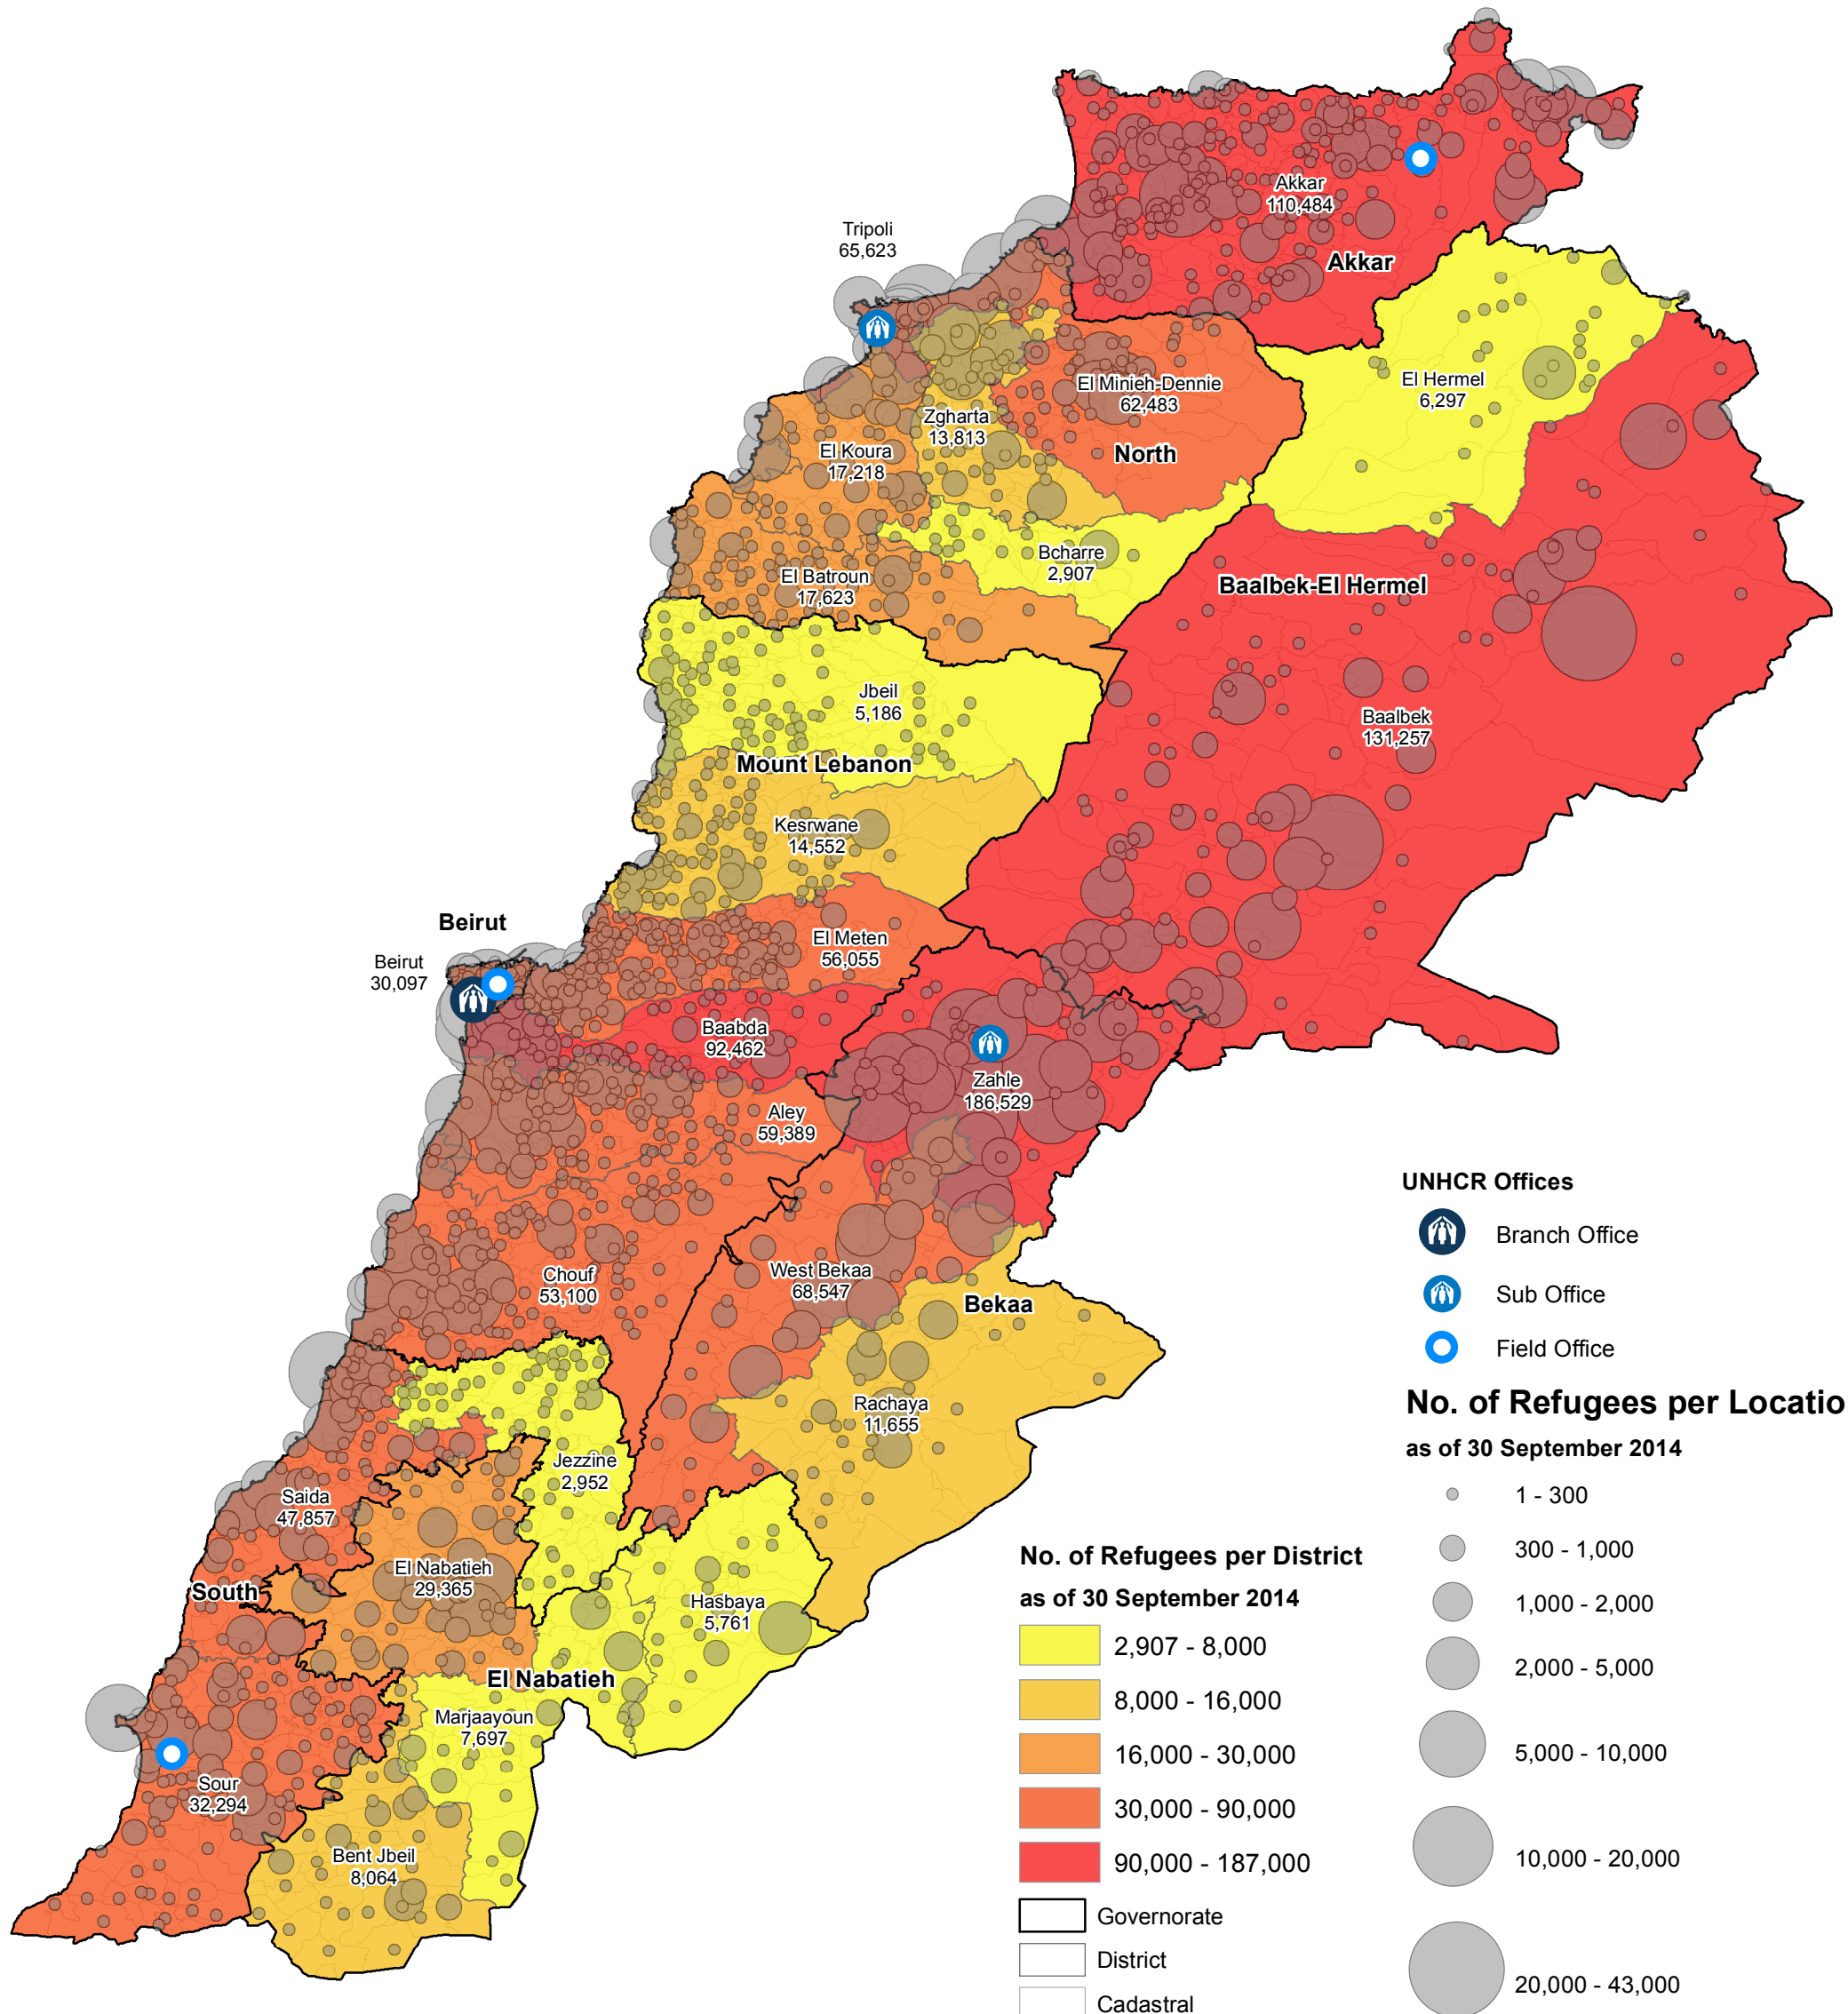 Akkar
110,484
Akkar
Tripoli
65,623
El Hermel
6,297
El Minieh-Dennie
62,483
Zgharta
13,813
North
El Koura
17,218
Bcharre
2,907
El Batroun
17,623
Baalbek-El Hermel
Jbeil
5,186
Baalbek
131,257
Mount Lebanon
Kesrwane
14,552
Beirut
El Meten
56,055
Beirut
30,097
Baabda
92,462
Zahle
186,529
Aley
59,389
West Bekaa
68,547
Chouf
53,100
Bekaa
Rachaya
11,655
Jezzine
2,952
Saida
47,857
El Nabatieh
29,365
South
Hasbaya
5,761
El Nabatieh
Marjaayoun
7,697
Sour
32,294
Bent Jbeil
8,064
UNHCR Offices
Branch Office
Sub Office
Field Office
No. of Refugees per Locatio
as of 30 September 2014
1 - 300
300 - 1,000
1,000 - 2,000
2,000 - 5,000
5,000 - 10,000
10,000 - 20,000
20,000 - 43,000
No. of Refugees per District
as of 30 September 2014
2,907 - 8,000
8,000 - 16,000
16,000 - 30,000
30,000 - 90,000
90,000 - 187,000
Governorate
District
Cadastral